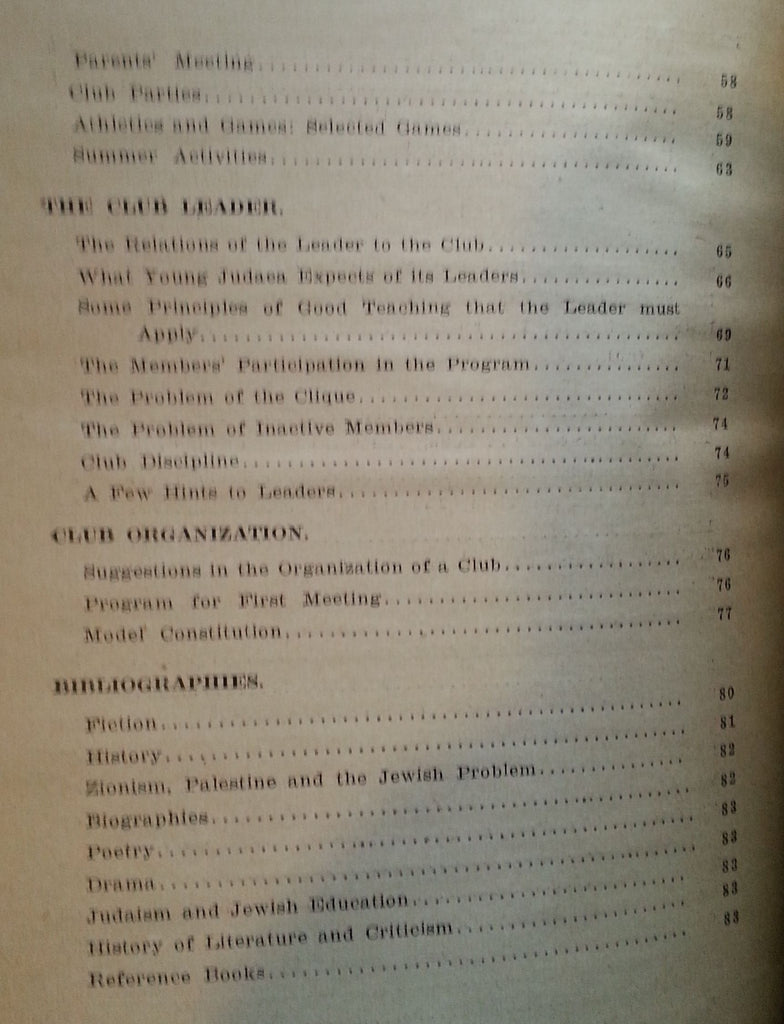 Parents' Meeting........................................ 58
Club Parties........................................ 58
Athletics and Games: Selected Games.................... 59
Summer Activities........................................ 63
THE CLUB LEADER.
The Relations of the Leader to the Club.................... 65
What Young Judaea Expects of its Leaders................ 66
Some Principles of Good Teaching that the Leader must
Apply........................................ 69
The Members' Participation in the Program............... 71
The Problem of the Clique.............................. 72
The Problem of Inactive Members........................ 74
Club Discipline........................................ 74
A Few Hints to Leaders................................ 75
CLUB ORGANIZATION.
Suggestions in the Organization of a Club.................. 76
Program for First Meeting.............................. 76
Model Constitution.................................... 77
BIBLIOGRAPHIES.
Fiction........................................ 80
History........................................ 81
Zionism, Palestine and the Jewish Problem............... 82
Biographies........................................ 82
Poetry........................................ 83
Drama........................................ 83
Judaism and Jewish Education........................... 83
History of Literature and Criticism....................... 83
Reference Books........................................ 83